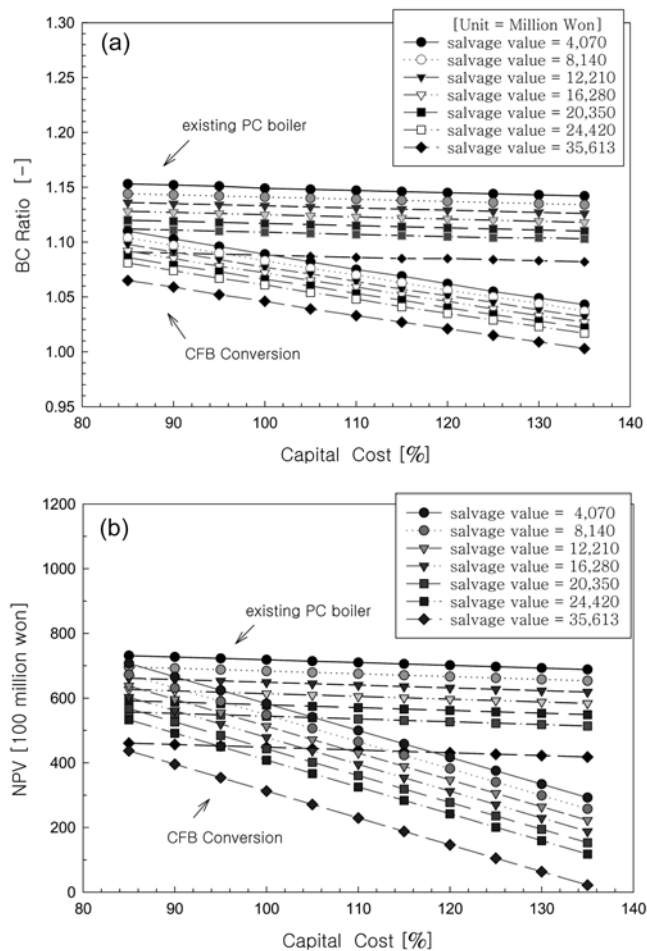 (a)
[Unit = Million Won]
salvage value = 4,070
salvage value = 8,140
salvage value = 12,210
salvage value = 16,280
salvage value = 20,350
salvage value = 24,420
salvage value = 35,613
existing PC boiler
CFB Conversion
BC Ratio [-]
1.30
1.25
1.20
1.15
1.10
1.05
1.00
0.95
80 90 100 110 120 130 140
Capital Cost [%]
(b)
salvage value = 4,070
salvage value = 8,140
salvage value = 12,210
salvage value = 16,280
salvage value = 20,350
salvage value = 24,420
salvage value = 35,613
existing PC boiler
CFB Conversion
NPV [100 million won]
1200
1000
800
600
400
200
0
80 90 100 110 120 130 140
Capital Cost [%]